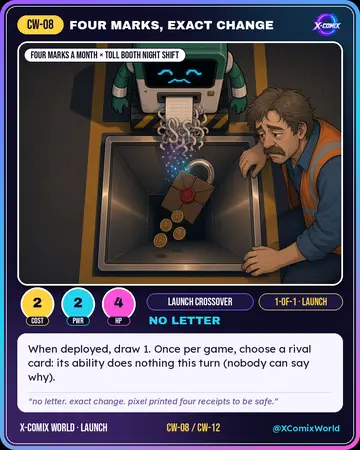 CW-08
FOUR MARKS, EXACT CHANGE
X-COMIX
FOUR MARKS A MONTH × TOLL BOOTH NIGHT SHIFT
2
COST
2
PWR
4
HP
LAUNCH CROSSOVER
1-OF-1 · LAUNCH
NO LETTER
When deployed, draw 1. Once per game, choose a rival
card: its ability does nothing this turn (nobody can say
why).
"no letter. exact change. pixel printed four receipts to be safe."
X-COMIX WORLD · LAUNCH
CW-08 / CW-12
@XComixWorld